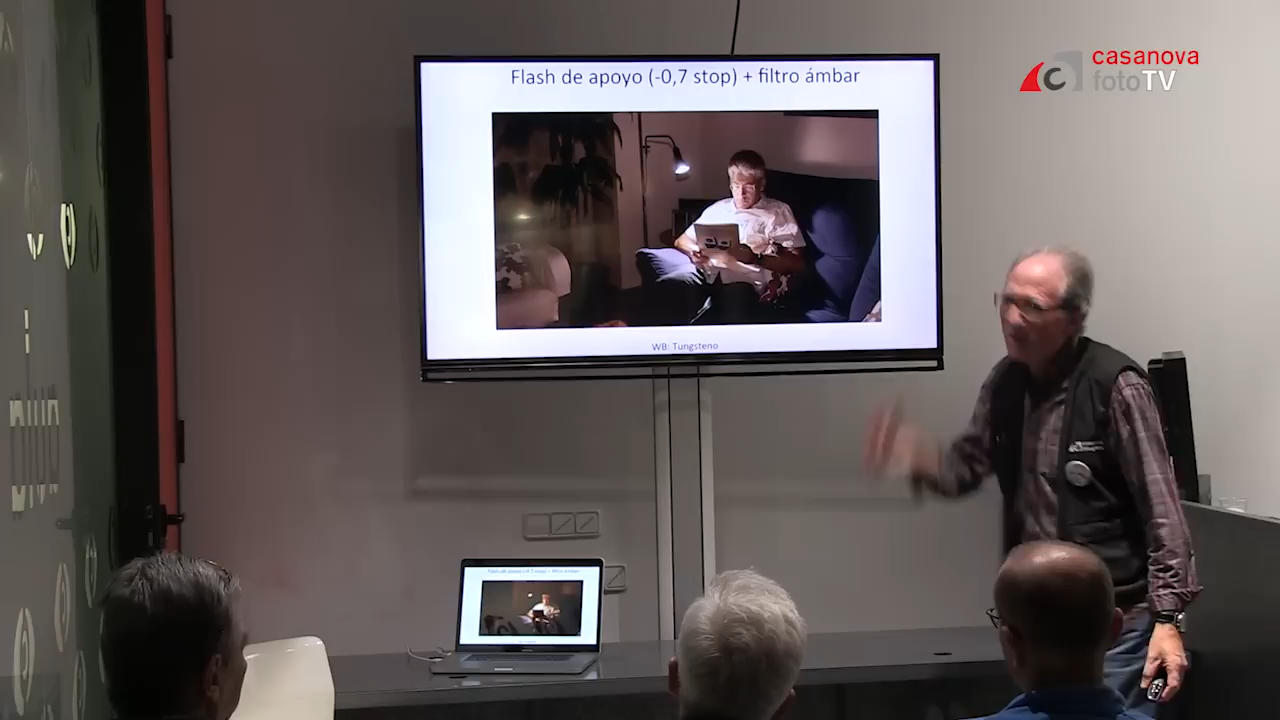 casanova
fotoTV
Flash de apoyo (-0,7 stop) + filtro ámbar
WB: Tungsteno